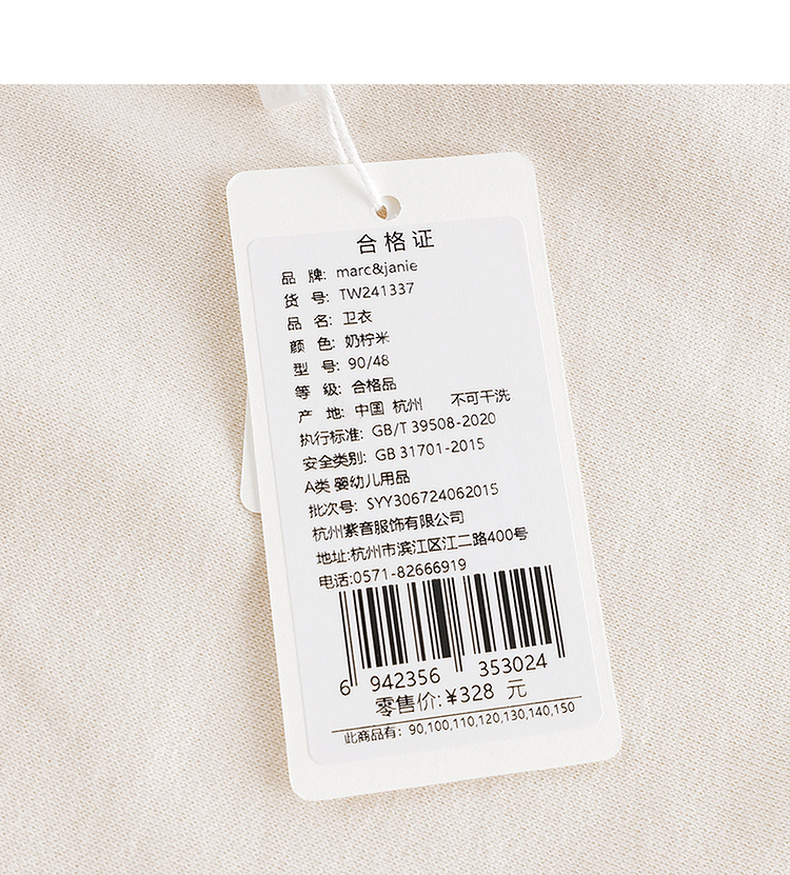 合格证
品 牌: marc&janie
货 号: TW241337
品 名: 卫衣
颜 色: 奶柠米
型 号: 90/48
等 级: 合格品
产 地: 中国 杭州 不可干洗
执行标准: GB/T 39508-2020
安全类别: GB 31701-2015
A类 婴幼儿用品
批次号: SYY306724062015
杭州紫音服饰有限公司
地址:杭州市滨江区江二路400号
电话:0571-82666919
6 942356 353024
零售价:¥328 元
此商品有: 90,100,110,120,130,140,150